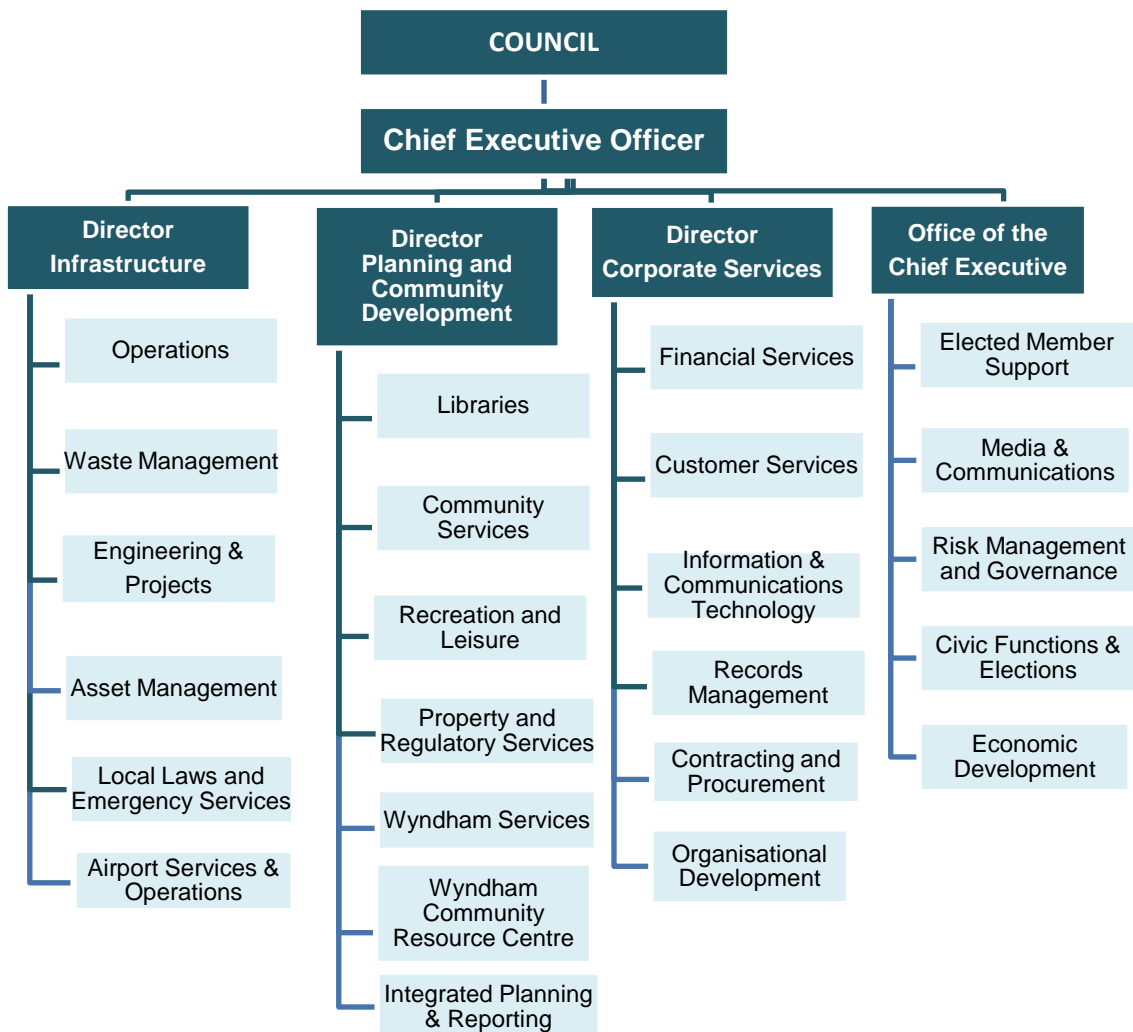 COUNCIL
Chief Executive Officer
Director
Infrastructure
Operations
Waste Management
Engineering &
Projects
Asset Management
Local Laws and
Emergency Services
Airport Services &
Operations
Director
Planning and
Community
Development
Libraries
Community
Services
Recreation and
Leisure
Property and
Regulatory Services
Wyndham Services
Wyndham
Community
Resource Centre
Integrated Planning
& Reporting
Director
Corporate Services
Financial Services
Customer Services
Information &
Communications
Technology
Records
Management
Contracting and
Procurement
Organisational
Development
Office of the
Chief Executive
Elected Member
Support
Media &
Communications
Risk Management
and Governance
Civic Functions &
Elections
Economic
Development